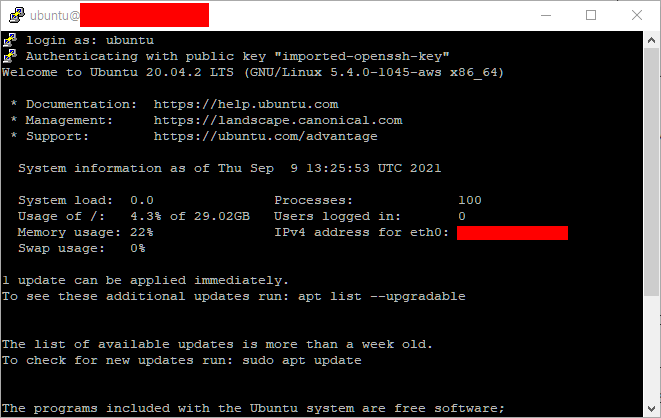 ubuntu@
login as: ubuntu
Authenticating with public key "imported-openssh-key"
Welcome to Ubuntu 20.04.2 LTS (GNU/Linux 5.4.0-1045-aws x86_64)
* Documentation:  https://help.ubuntu.com
* Management:     https://landscape.canonical.com
* Support:        https://ubuntu.com/advantage
System information as of Thu Sep  9 13:25:53 UTC 2021
System load:  0.0               Processes:             100
Usage of /:   4.3% of 29.02GB   Users logged in:       0
Memory usage: 22%               IPv4 address for eth0:
Swap usage:   0%
1 update can be applied immediately.
To see these additional updates run: apt list --upgradable
The list of available updates is more than a week old.
To check for new updates run: sudo apt update
The programs included with the Ubuntu system are free software;